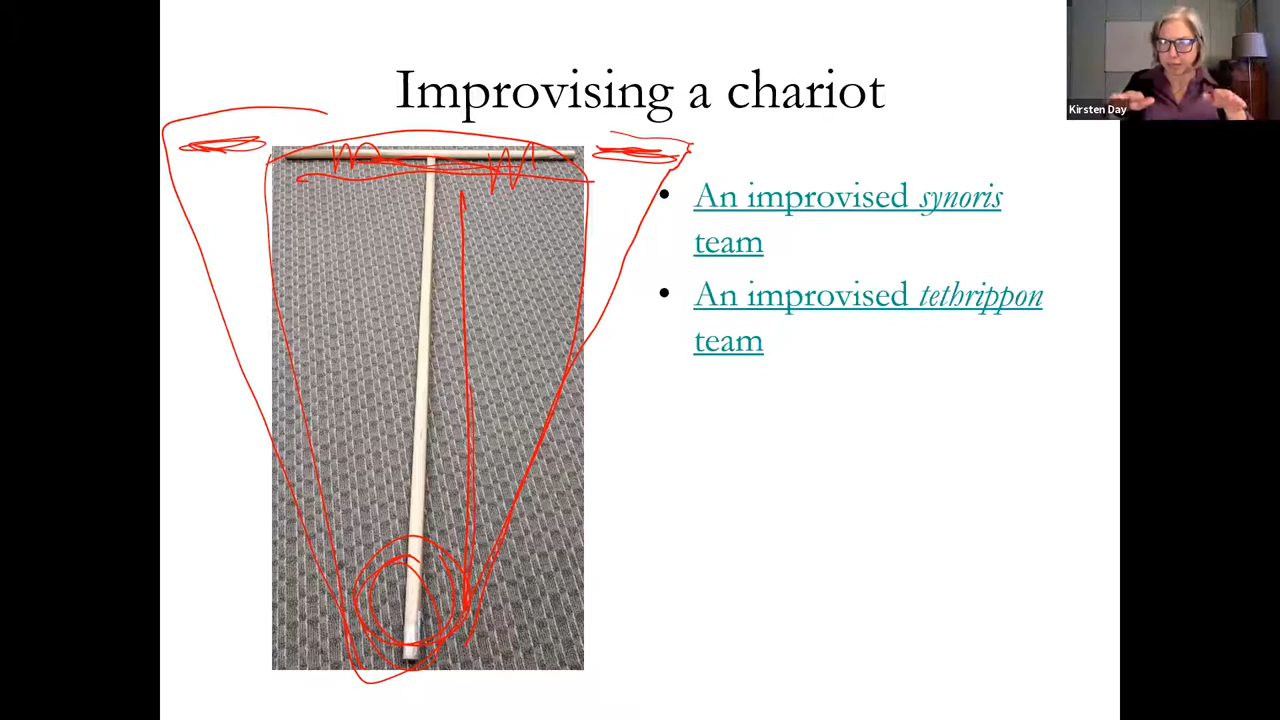 Improvising a chariot
Kirsten Day
• An improvised synoris
team
• An improvised tethrippon
team